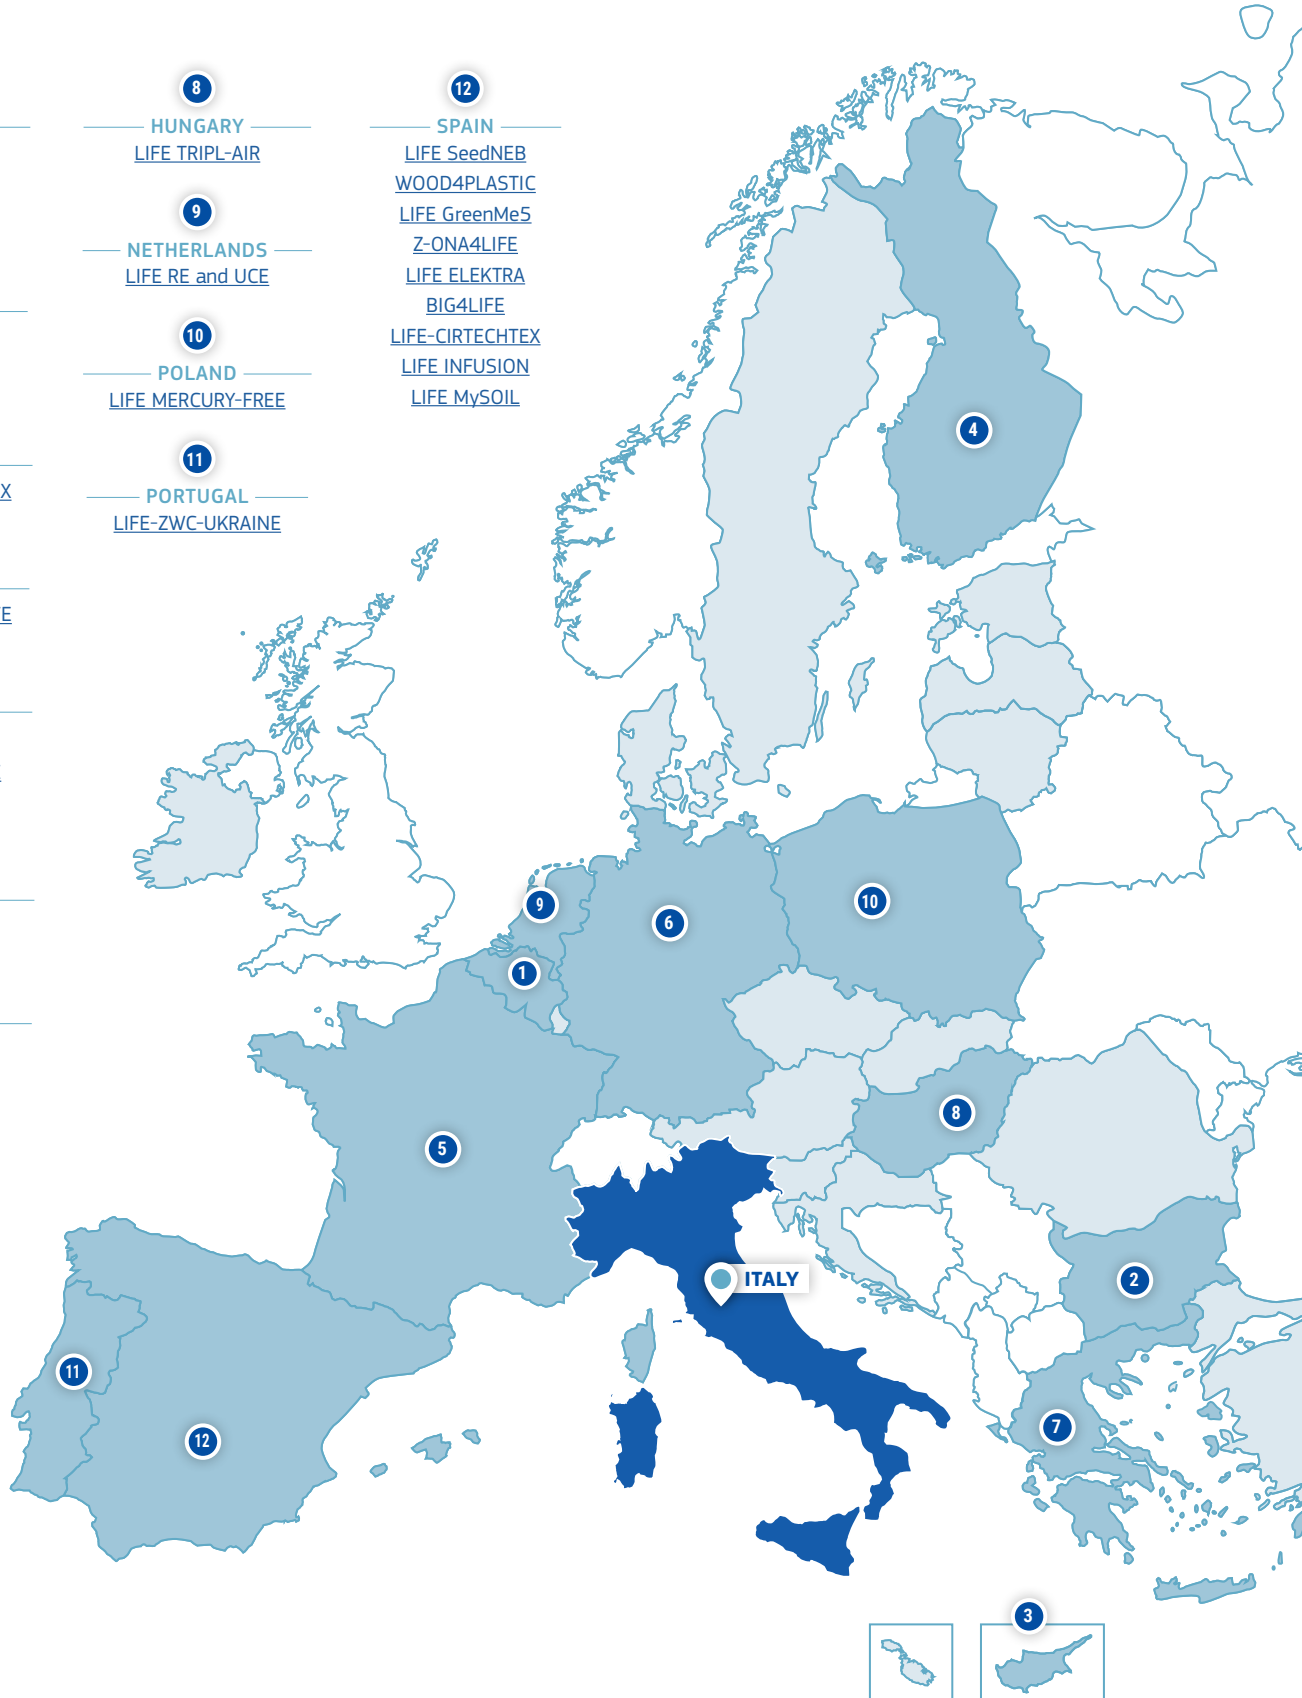 8
HUNGARY
LIFE TRIPL-AIR
9
NETHERLANDS
LIFE RE and UCE
10
POLAND
LIFE MERCURY-FREE
11
PORTUGAL
LIFE-ZWC-UKRAINE
12
SPAIN
LIFE SeedNEB
WOOD4PLASTIC
LIFE GreenMe5
Z-ONA4LIFE
LIFE ELEKTRA
BIG4LIFE
LIFE-CIRTECHTEX
LIFE INFUSION
LIFE MySOIL
X
E
4
9
6
10
1
8
5
ITALY
2
11
12
7
3